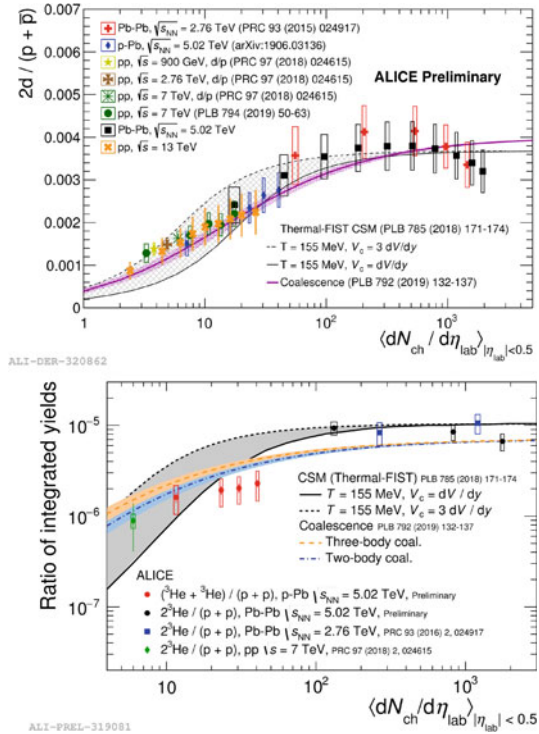 2d / (p + p̅)
0.007
0.006
0.005
0.004
0.003
0.002
0.001
0.0
Pb-Pb, √sNN = 2.76 TeV (PRC 93 (2015) 024917)
p-Pb, √sNN = 5.02 TeV (arXiv:1906.03136)
pp, √s = 900 GeV, d/p (PRC 97 (2018) 024615)
pp, √s = 2.76 TeV, d/p (PRC 97 (2018) 024615)
pp, √s = 7 TeV, d/p (PRC 97 (2018) 024615)
pp, √s = 7 TeV (PLB 794 (2019) 50-63)
Pb-Pb, √sNN = 5.02 TeV
pp, √s = 13 TeV
ALICE Preliminary
Thermal-FIST CSM (PLB 785 (2018) 171-174)
T = 155 MeV, Vc = 3 dV/dy
T = 155 MeV, Vc = dV/dy
Coalescence (PLB 792 (2019) 132-137)
1 10 10² 10³
⟨dNch / dηlab⟩|ηlab|<0.5
ALI-DER-320862
Ratio of integrated yields
10⁻⁵
10⁻⁶
10⁻⁷
CSM (Thermal-FIST) PLB 785 (2018) 171-174
T = 155 MeV, Vc = dV / dy
T = 155 MeV, Vc = 3 dV / dy
Coalescence PLB 792 (2019) 132-137
Three-body coal.
Two-body coal.
ALICE
(³He + ³He) / (p + p), p-Pb √sNN = 5.02 TeV, Preliminary
2 ³He / (p + p), Pb-Pb √sNN = 5.02 TeV, Preliminary
2 ³He / (p + p), Pb-Pb √sNN = 2.76 TeV, PRC 93 (2016) 2, 024917
2 ³He / (p + p), pp √s = 7 TeV, PRC 97 (2018) 2, 024615
10 10² 10³
⟨dNch/dηlab⟩|ηlab| < 0.5
ALI-PREL-319081